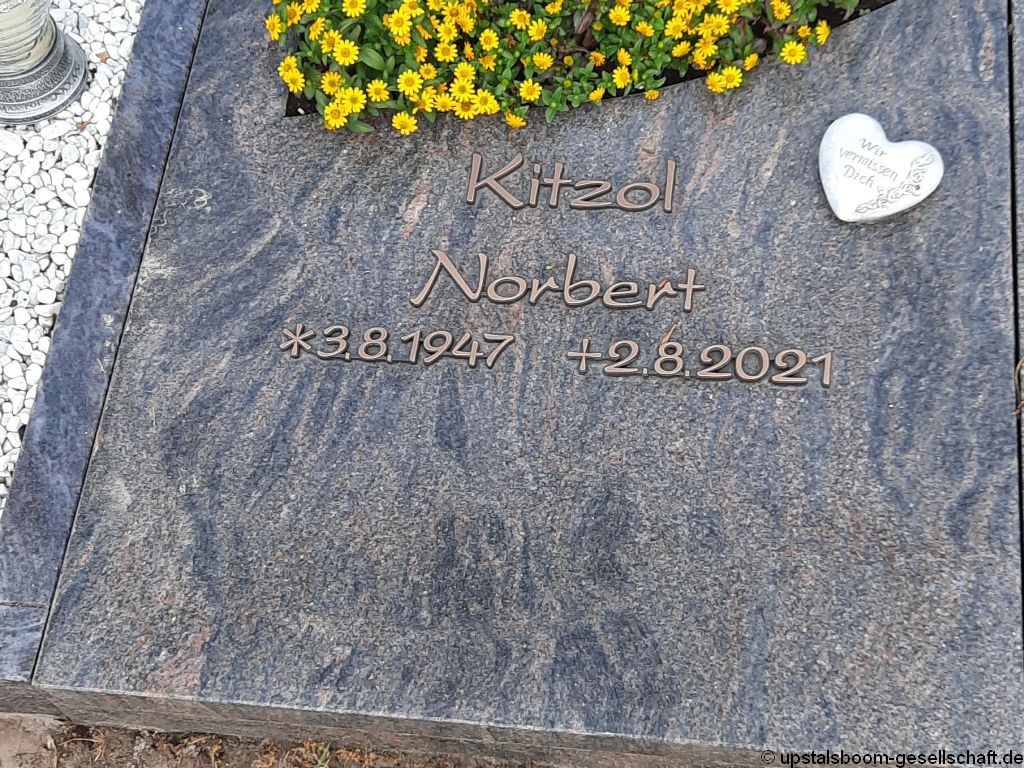 Kitzol
Norbert
*3.8.1947 +2.8.2021
Wir
vermissen
Dich
© upstalsboom-gesellschaft.de